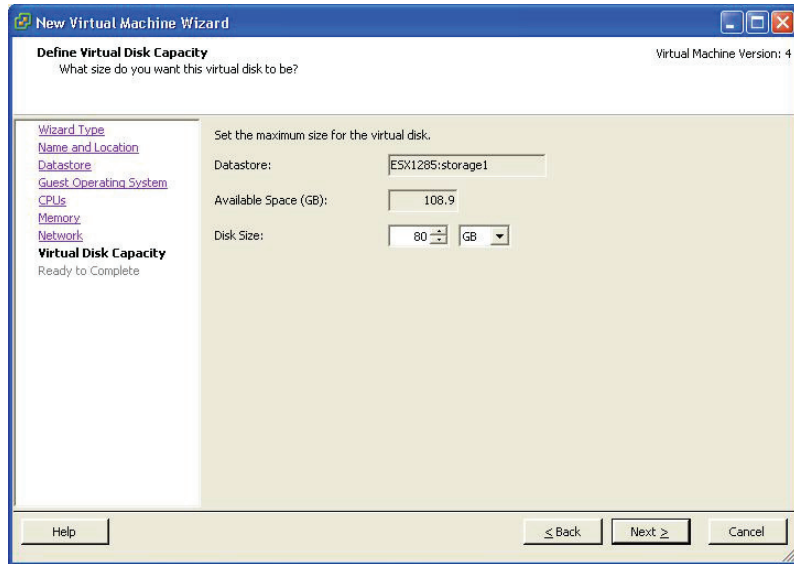 New Virtual Machine Wizard
Define Virtual Disk Capacity
What size do you want this virtual disk to be?
Virtual Machine Version: 4
Wizard Type
Name and Location
Datastore
Guest Operating System
CPUs
Memory
Network
Virtual Disk Capacity
Ready to Complete
Set the maximum size for the virtual disk.
Datastore: ESX1285:storage1
Available Space (GB): 108.9
Disk Size: 80 GB
Help
< Back
Next >
Cancel